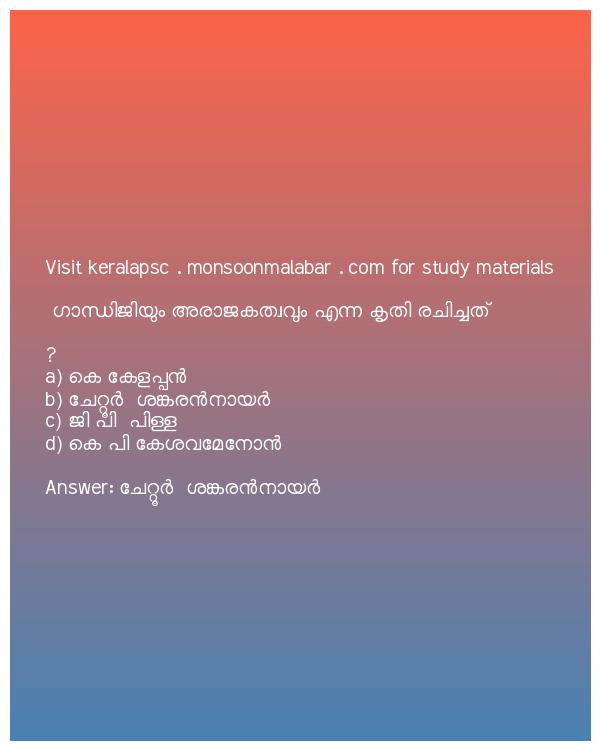 Visit keralapsc . monsoonmalabar . com for study materials
ഗാന്ധിജിയും അരാജകത്വവും എന്ന കൃതി രചിച്ചത്
?
a) കെ കേളപ്പൻ
b) ചേറ്റൂർ ശങ്കരൻനായർ
c) ജി പി പിള്ള
d) കെ പി കേശവമേനോൻ
Answer: ചേറ്റൂർ ശങ്കരൻനായർ